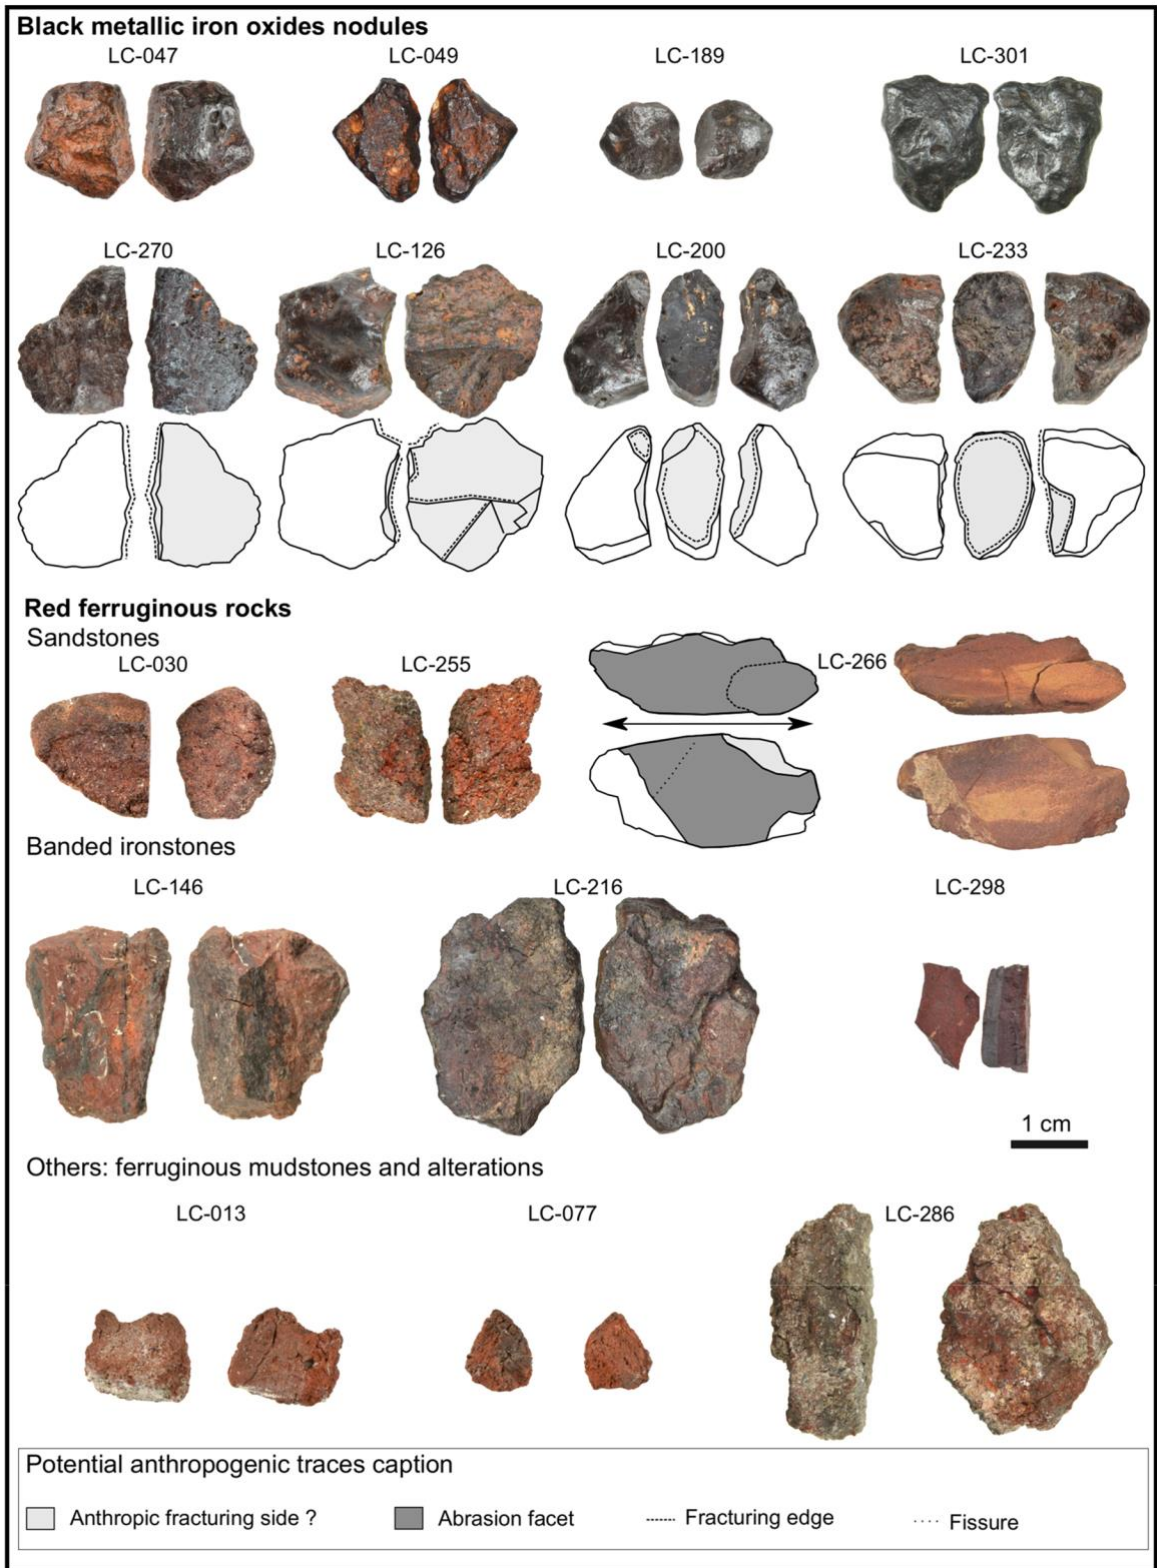 Black metallic iron oxides nodules
LC-047
LC-049
LC-189
LC-301
LC-270
LC-126
LC-200
LC-233
Red ferruginous rocks
Sandstones
LC-030
LC-255
LC-266
Banded ironstones
LC-146
LC-216
LC-298
1 cm
Others: ferruginous mudstones and alterations
LC-013
LC-077
LC-286
Potential anthropogenic traces caption
Anthropic fracturing side ?
Abrasion facet
Fracturing edge
Fissure